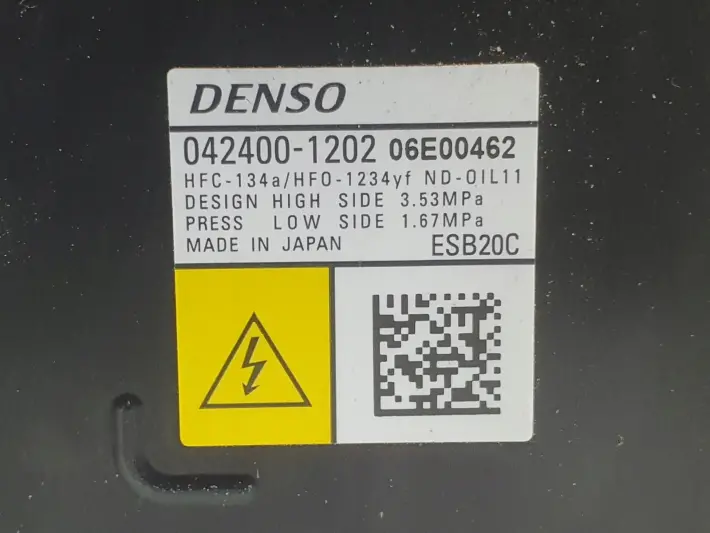 DENSO
042400-1202 06E00462
HFC-134a/HFO-1234yf ND-OIL11
DESIGN HIGH SIDE 3.53MPa
PRESS LOW SIDE 1.67MPa
MADE IN JAPAN ESB20C